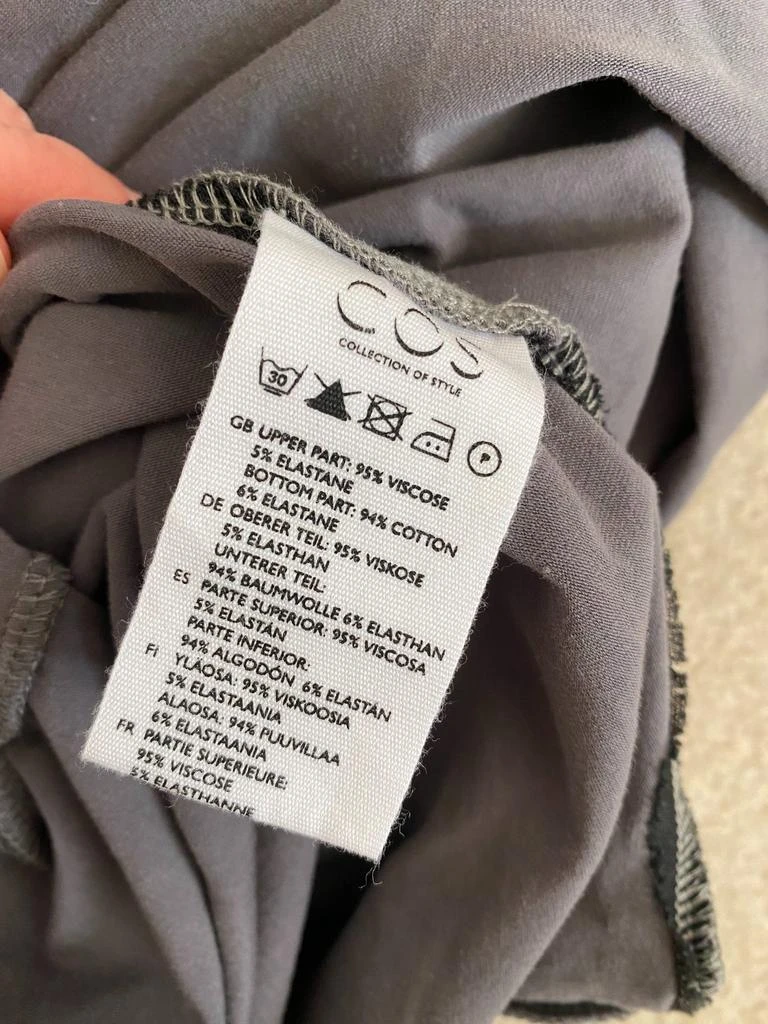 COS
COLLECTION OF STYLE
30
P
GB UPPER PART: 95% VISCOSE
5% ELASTANE
BOTTOM PART: 94% COTTON
6% ELASTANE
DE OBERER TEIL: 95% VISKOSE
5% ELASTHAN
UNTERER TEIL:
94% BAUMWOLLE 6% ELASTHAN
ES PARTE SUPERIOR: 95% VISCOSA
5% ELASTÁN
PARTE INFERIOR:
94% ALGODÓN 6% ELASTÁN
FI YLÄOSA: 95% VISKOOSIA
5% ELASTAANIA
ALAOSA: 94% PUUVILLAA
6% ELASTAANIA
FR PARTIE SUPERIEURE:
95% VISCOSE
5% ELASTHANNE